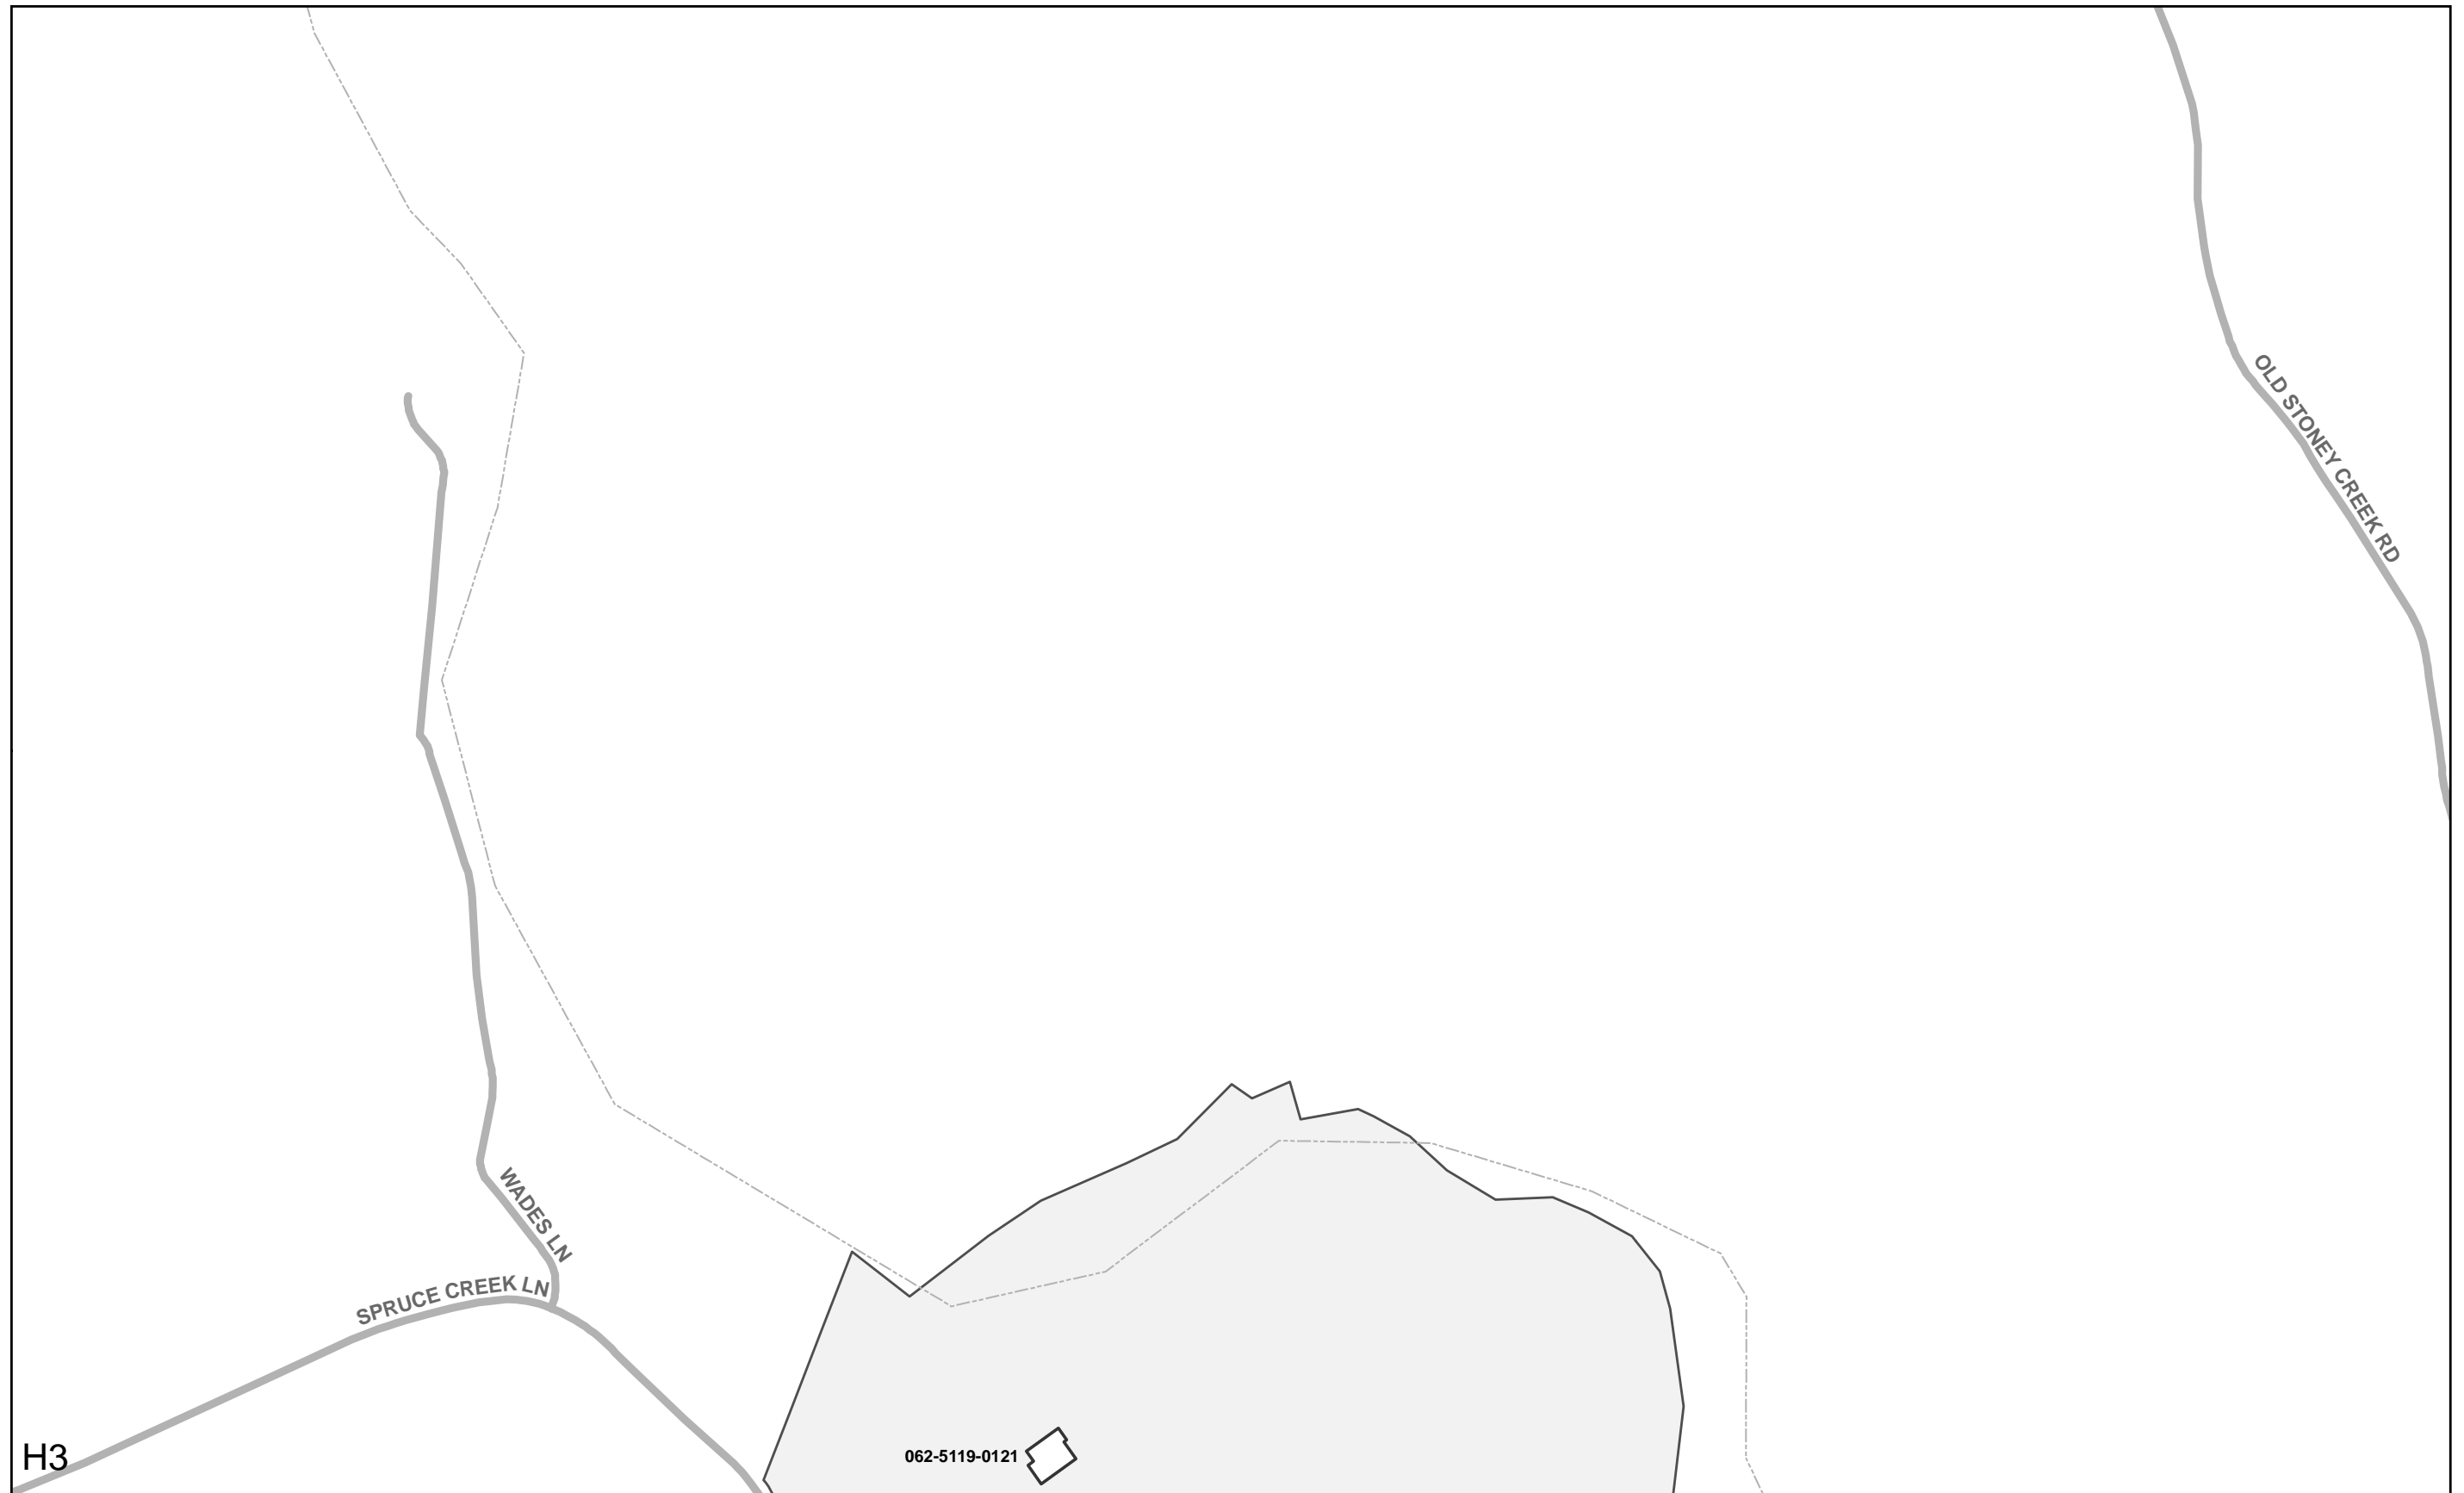 OLD STONEY CREEK RD
WADES LN
SPRUCE CREEK LN
H3
062-5119-0121